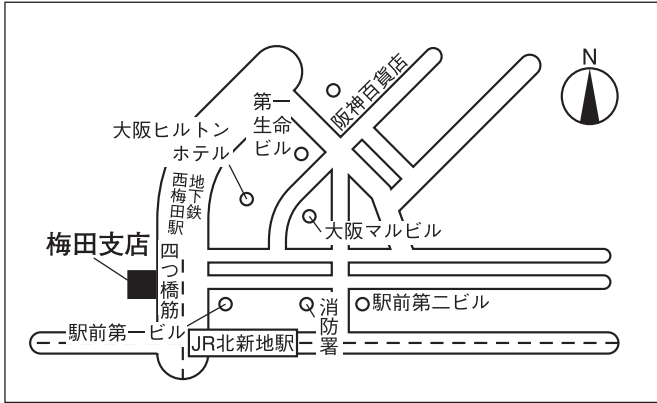 N
阪神百貨店
第一
生命
ビル
大阪ヒルトン
ホテル
地下鉄
西梅田駅
大阪マルビル
梅田支店
四つ橋筋
駅前第二ビル
消防署
駅前第一ビル
JR北新地駅